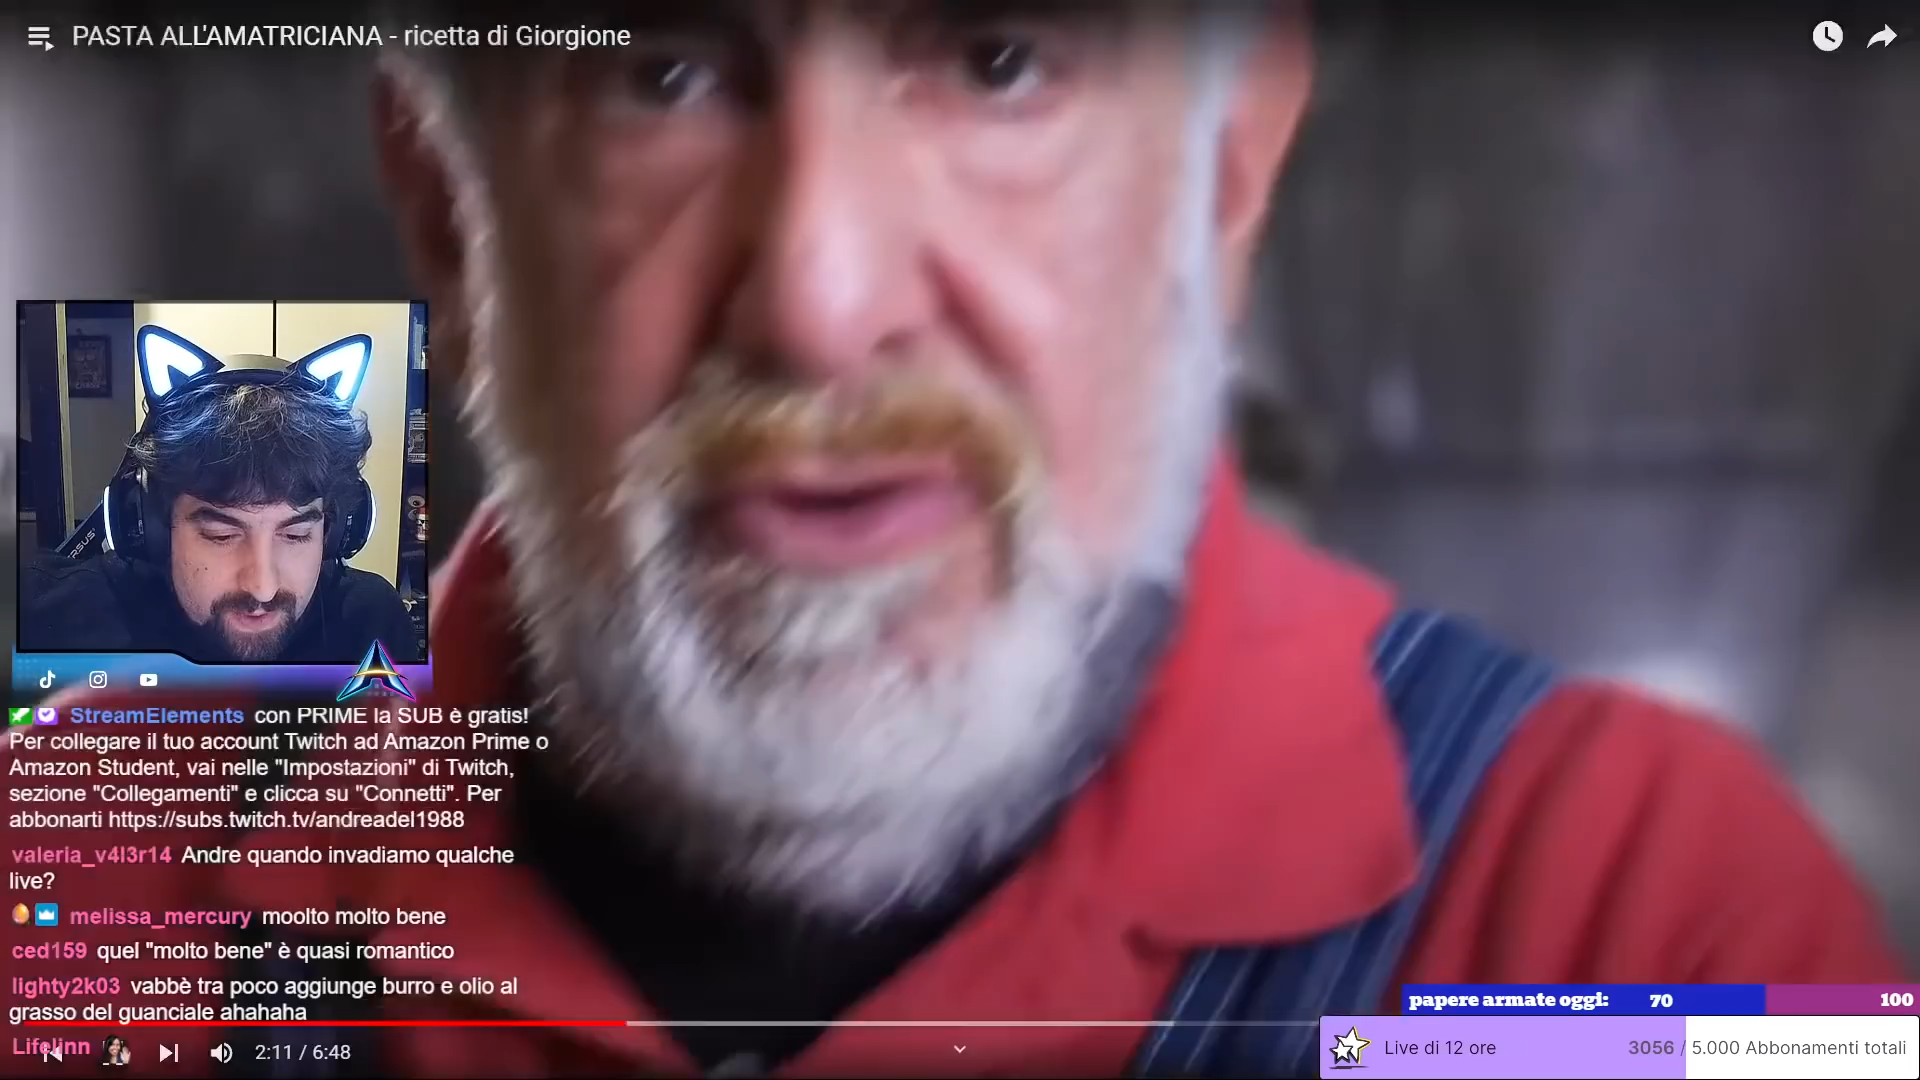 PASTA ALL'AMATRICIANA - ricetta di Giorgione
StreamElements con PRIME la SUB è gratis!
Per collegare il tuo account Twitch ad Amazon Prime o
Amazon Student, vai nelle "Impostazioni" di Twitch,
sezione "Collegamenti" e clicca su "Connetti". Per
abbonarti https://subs.twitch.tv/andreadel1988
valeria_v4l3r14 Andre quando invadiamo qualche
live?
melissa_mercury moolto molto bene
ced159 quel "molto bene" è quasi romantico
lighty2k03 vabbè tra poco aggiunge burro e olio al
grasso del guanciale ahahaha
Lifelinn
2:11 / 6:48
papere armate oggi: 70 100
Live di 12 ore 3056 / 5.000 Abbonamenti totali